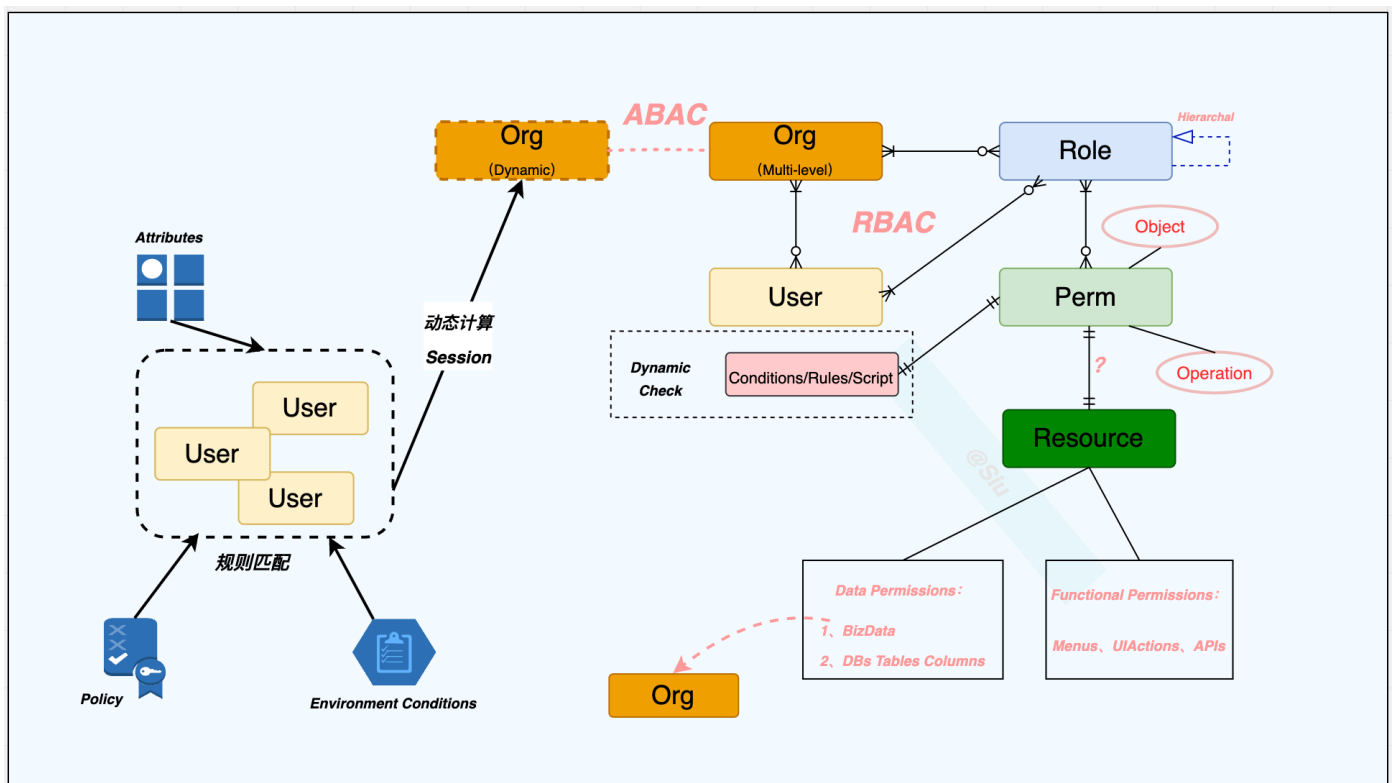 ABAC
Org
（Dynamic）
Org
（Multi-level）
Role
Hierarchal
RBAC
Object
Attributes
User
Perm
动态计算
Session
Dynamic
Check
Conditions/Rules/Script
?
Operation
User
User
User
Resource
@Siu
规则匹配
Data Permissions：
1、BizData
2、DBs Tables Columns
Functional Permissions：
Menus、UIActions、APIs
Org
Policy
Environment Conditions